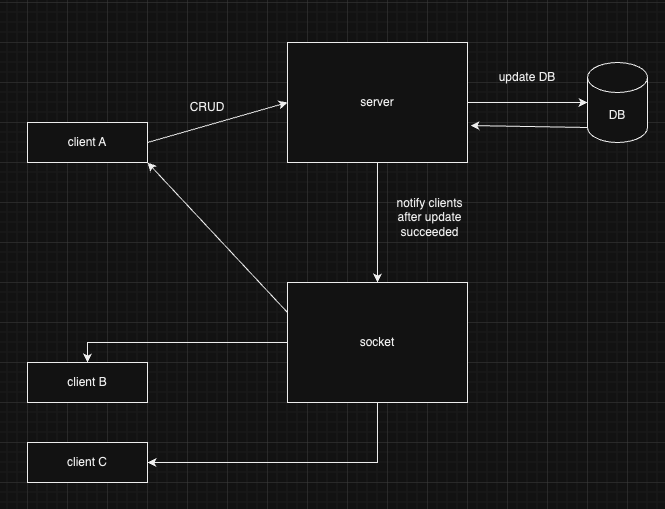 update DB
server
CRUD
DB
client A
notify clients
after update
succeeded
socket
client B
client C